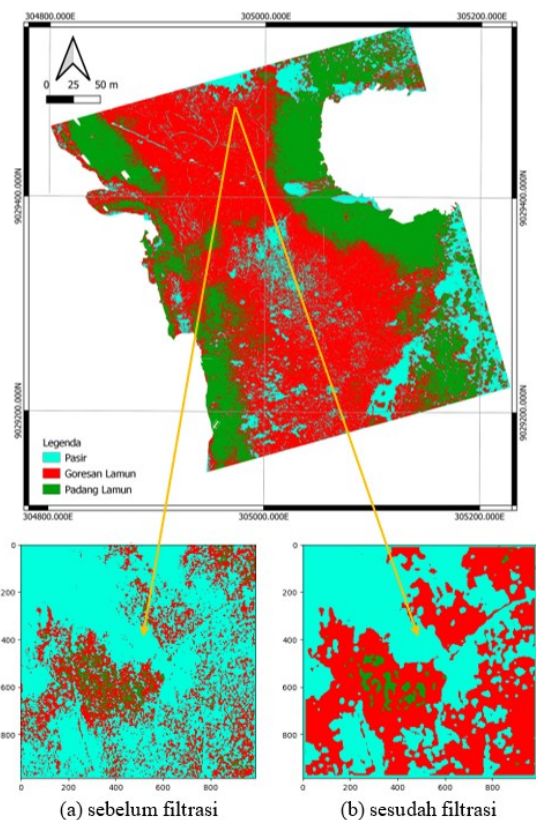 304800.000E 305000.000E 305200.000E
0 25 50 m
9029400.000N 9029400.000N
9029200.000N 9029200.000N
Legenda
Pasir
Goresan Lamun
Padang Lamun
304800.000E 305000.000E 305200.000E
0 0
200 200
400 400
600 600
800 800
0 200 400 600 800 0 200 400 600 800
(a) sebelum filtrasi (b) sesudah filtrasi